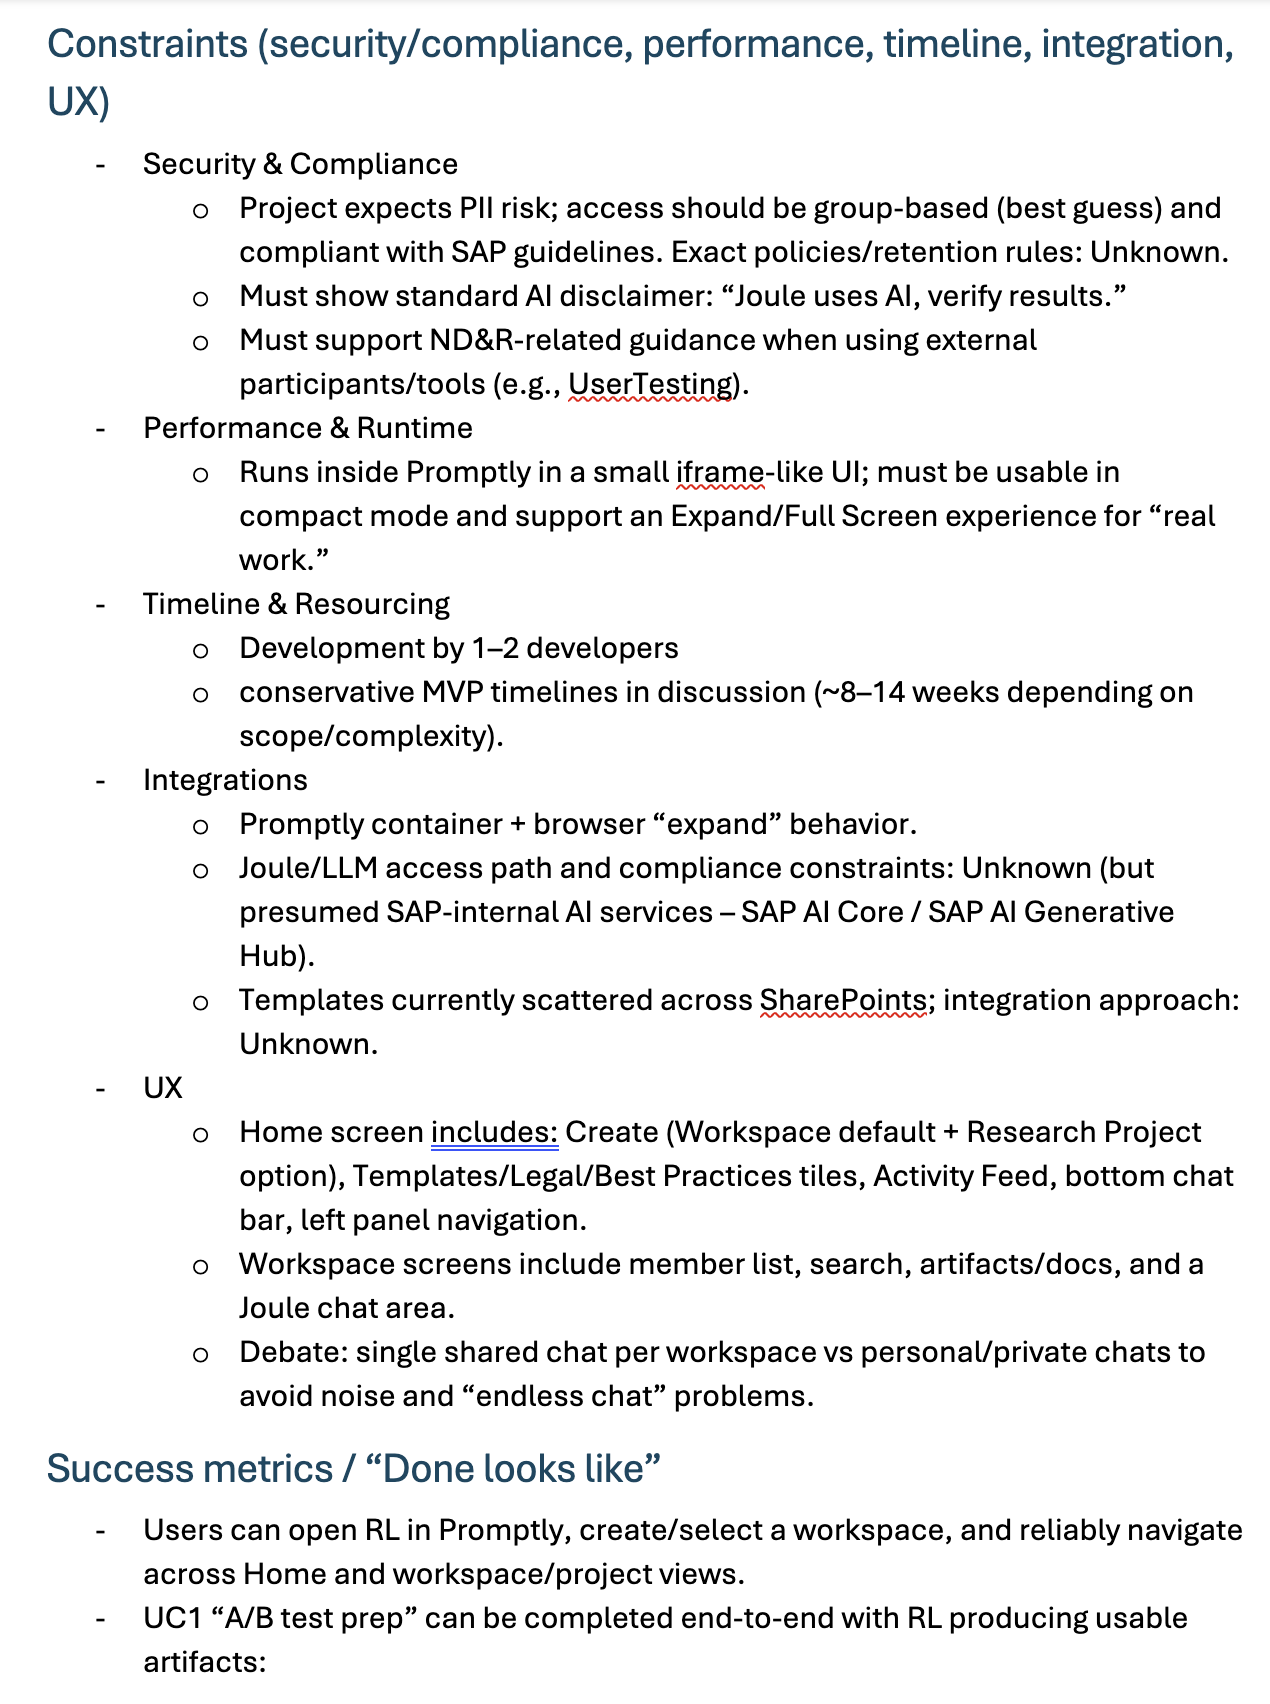 Constraints (security/compliance, performance, timeline, integration,
UX)
- Security & Compliance
o Project expects PII risk; access should be group-based (best guess) and
compliant with SAP guidelines. Exact policies/retention rules: Unknown.
o Must show standard AI disclaimer: “Joule uses AI, verify results.”
o Must support ND&R-related guidance when using external
participants/tools (e.g., UserTesting).
- Performance & Runtime
o Runs inside Promptly in a small iframe-like UI; must be usable in
compact mode and support an Expand/Full Screen experience for “real
work.”
- Timeline & Resourcing
o Development by 1–2 developers
o conservative MVP timelines in discussion (~8–14 weeks depending on
scope/complexity).
- Integrations
o Promptly container + browser “expand” behavior.
o Joule/LLM access path and compliance constraints: Unknown (but
presumed SAP-internal AI services – SAP AI Core / SAP AI Generative
Hub).
o Templates currently scattered across SharePoints; integration approach:
Unknown.
- UX
o Home screen includes: Create (Workspace default + Research Project
option), Templates/Legal/Best Practices tiles, Activity Feed, bottom chat
bar, left panel navigation.
o Workspace screens include member list, search, artifacts/docs, and a
Joule chat area.
o Debate: single shared chat per workspace vs personal/private chats to
avoid noise and “endless chat” problems.
Success metrics / “Done looks like”
- Users can open RL in Promptly, create/select a workspace, and reliably navigate
across Home and workspace/project views.
- UC1 “A/B test prep” can be completed end-to-end with RL producing usable
artifacts: